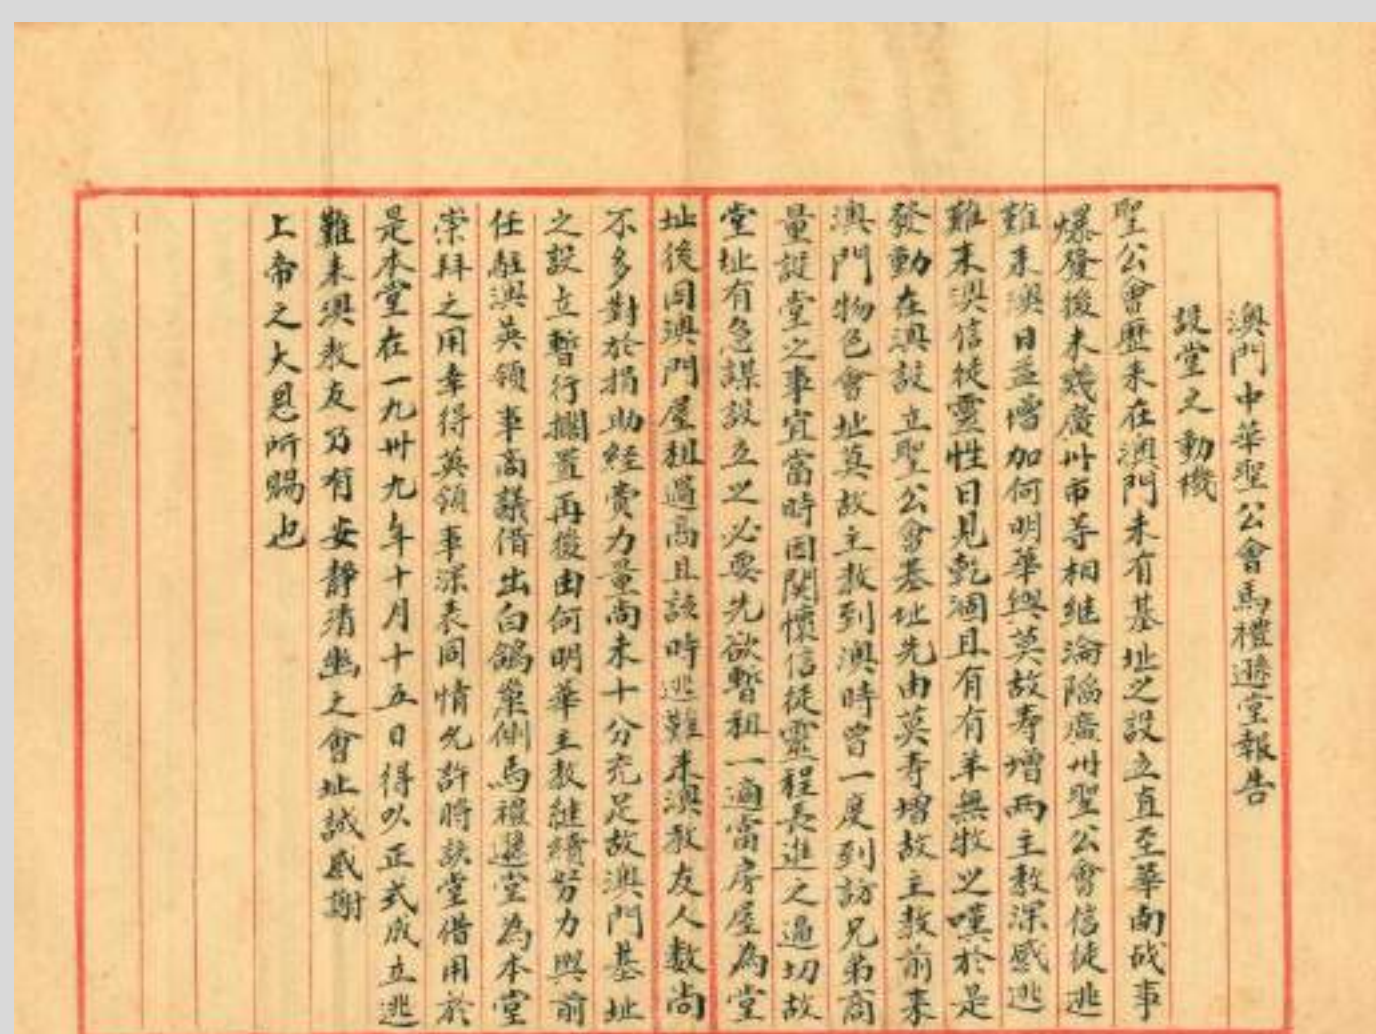 澳門中華聖公會馬禮遜堂報告
設堂之動機
聖公會歷來在澳門未有基址之設立直至華南战事
爆發後未幾廣州市等相継淪陷廣州聖公會信徒逃
難來澳日益增加何明華與莫故寿增両主教深感逃
難來澳信徒靈性日見乾涸且有有羊無牧之嘆於是
發動在澳設立聖公會基址先由莫寿增故主教前来
澳門物色會址莫故主教到澳時曾一度到訪兄弟商
量設堂之事宜當時因関懷信徒靈程長進之逼切故
堂址有急謀設立之必要先欲暫租一適當房屋為堂
址後因澳門屋租過高且該時逃難来澳教友人數尚
不多對於捐助経費力量尚未十分充足故澳門基址
之設立暫行擱置再後由何明華主教継續努力與前
任駐澳英領事商議借出白鴿巢側馬禮遜堂為本堂
崇拜之用幸得英領事深表同情允許將該堂借用於
是本堂在一九卅九年十月十五日得以正式成立逃
難来澳教友乃有安靜清幽之會址誠感謝
上帝之大恩所賜也